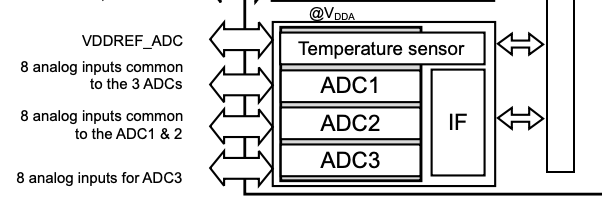 @VDDA
VDDREF_ADC
Temperature sensor
8 analog inputs common
to the 3 ADCs
ADC1
8 analog inputs common
to the ADC1 & 2
ADC2
IF
8 analog inputs for ADC3
ADC3